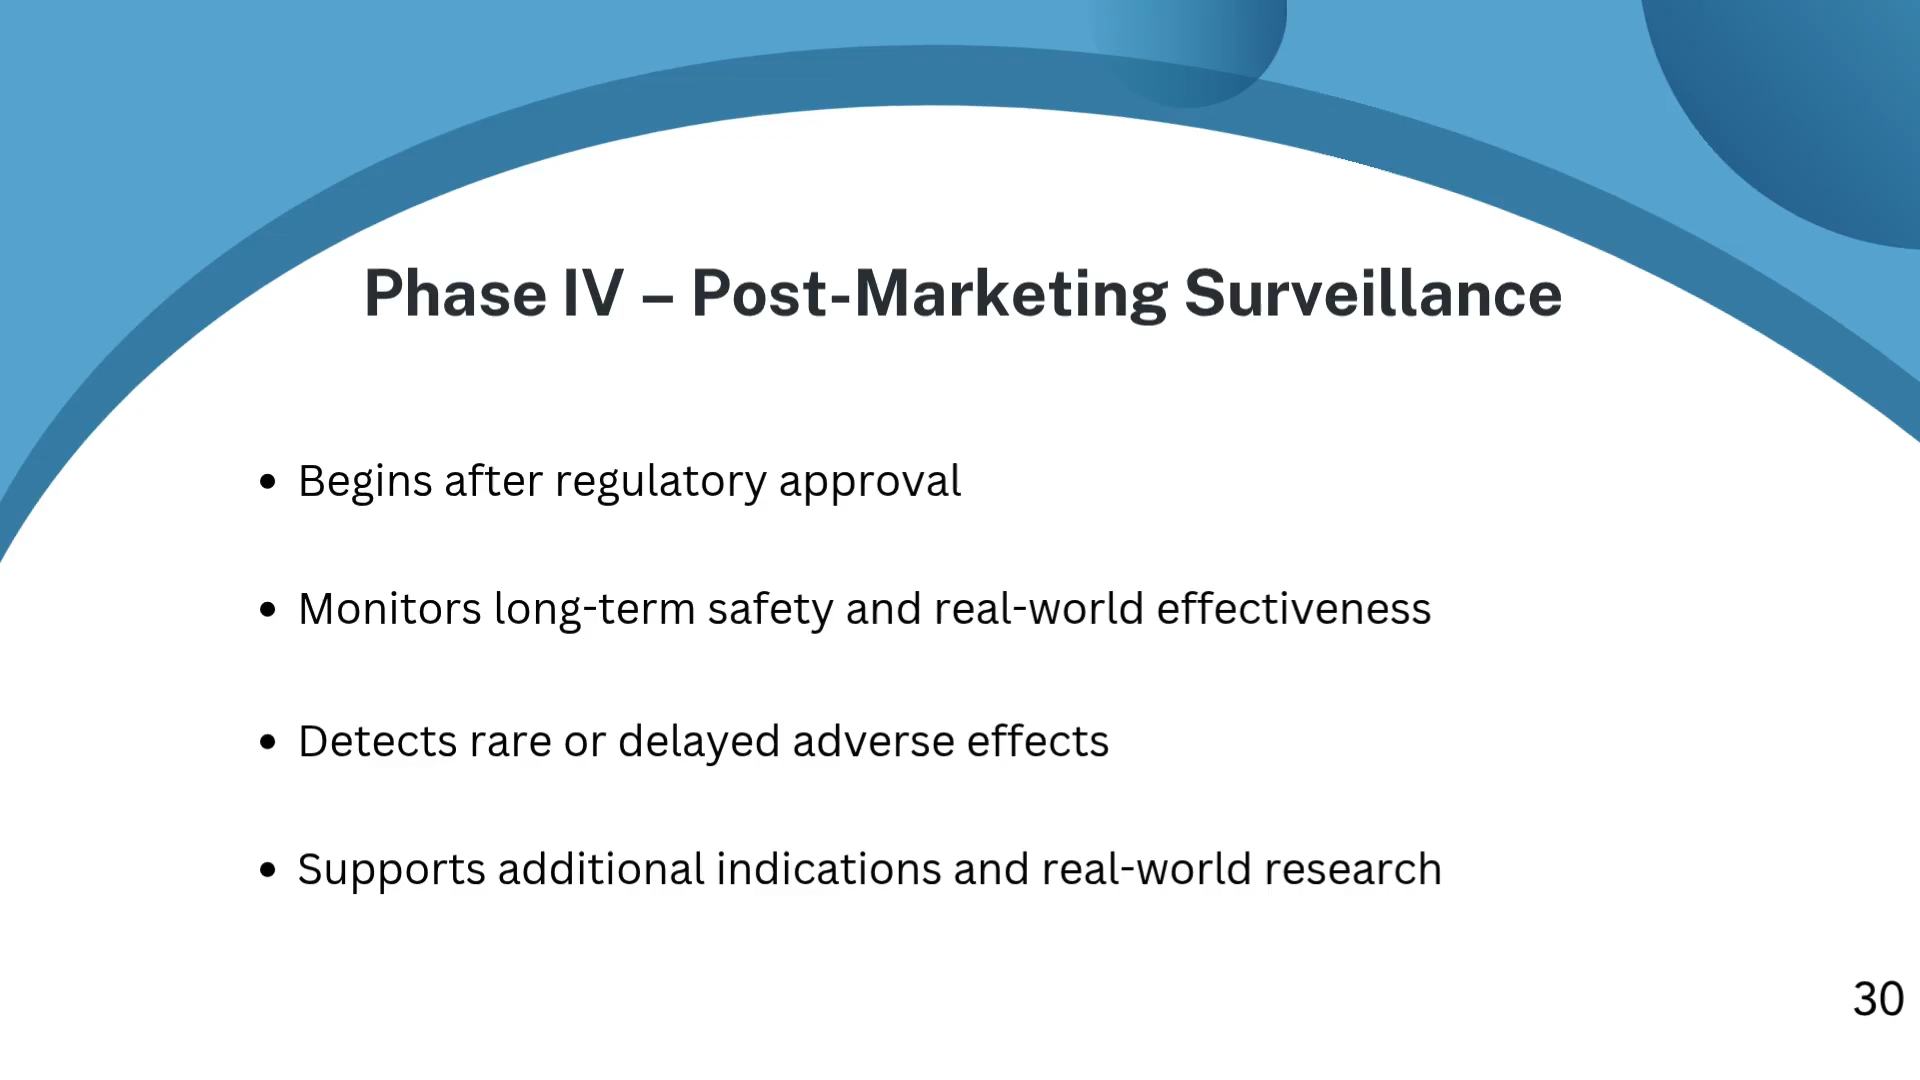 Phase IV – Post-Marketing Surveillance
• Begins after regulatory approval
• Monitors long-term safety and real-world effectiveness
• Detects rare or delayed adverse effects
• Supports additional indications and real-world research
30